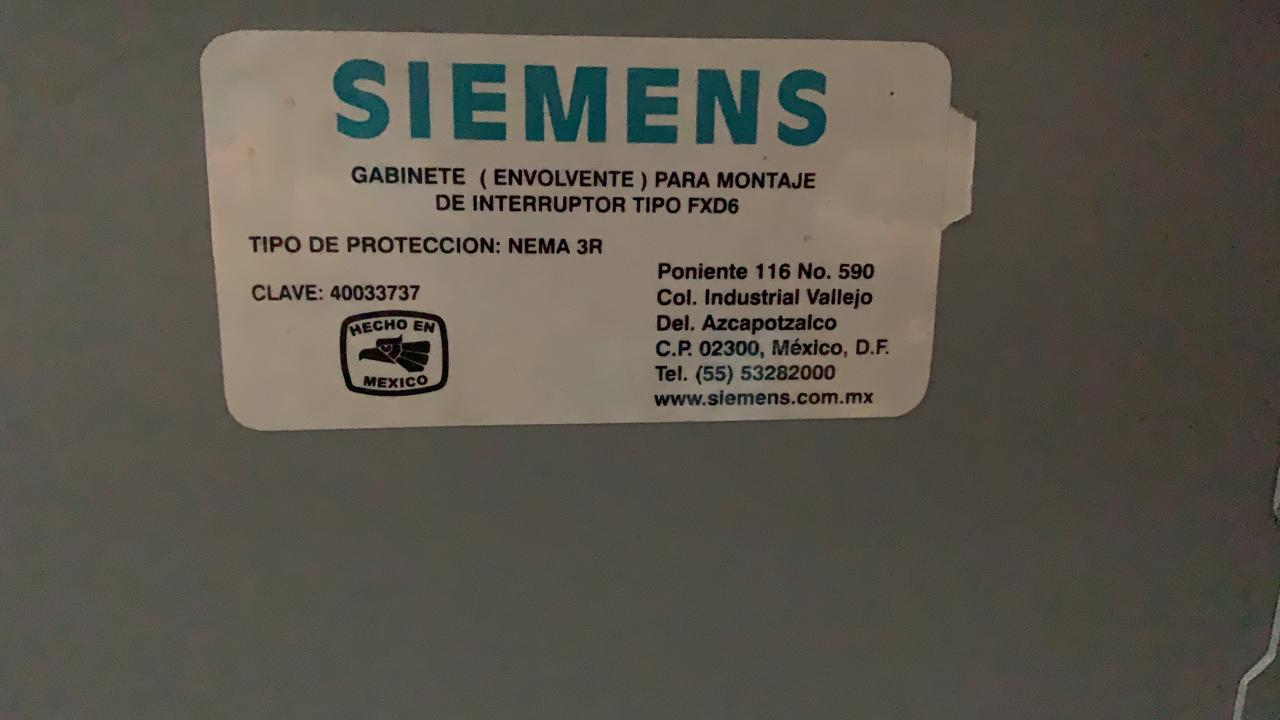 SIEMENS
GABINETE ( ENVOLVENTE ) PARA MONTAJE
DE INTERRUPTOR TIPO FXD6
TIPO DE PROTECCION: NEMA 3R
CLAVE: 40033737
HECHO EN
MEXICO
Poniente 116 No. 590
Col. Industrial Vallejo
Del. Azcapotzalco
C.P. 02300, México, D.F.
Tel. (55) 53282000
www.siemens.com.mx